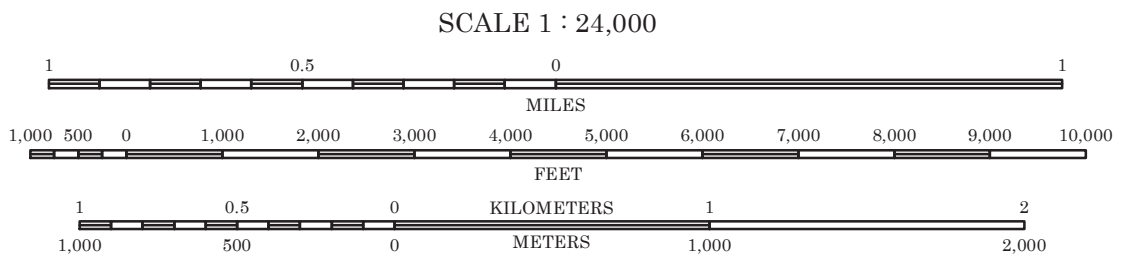 SCALE 1 : 24,000
1 0.5 0 1
MILES
1,000 500 0 1,000 2,000 3,000 4,000 5,000 6,000 7,000 8,000 9,000 10,000
FEET
1 0.5 0 KILOMETERS 1 2
1,000 500 0 METERS 1,000 2,000